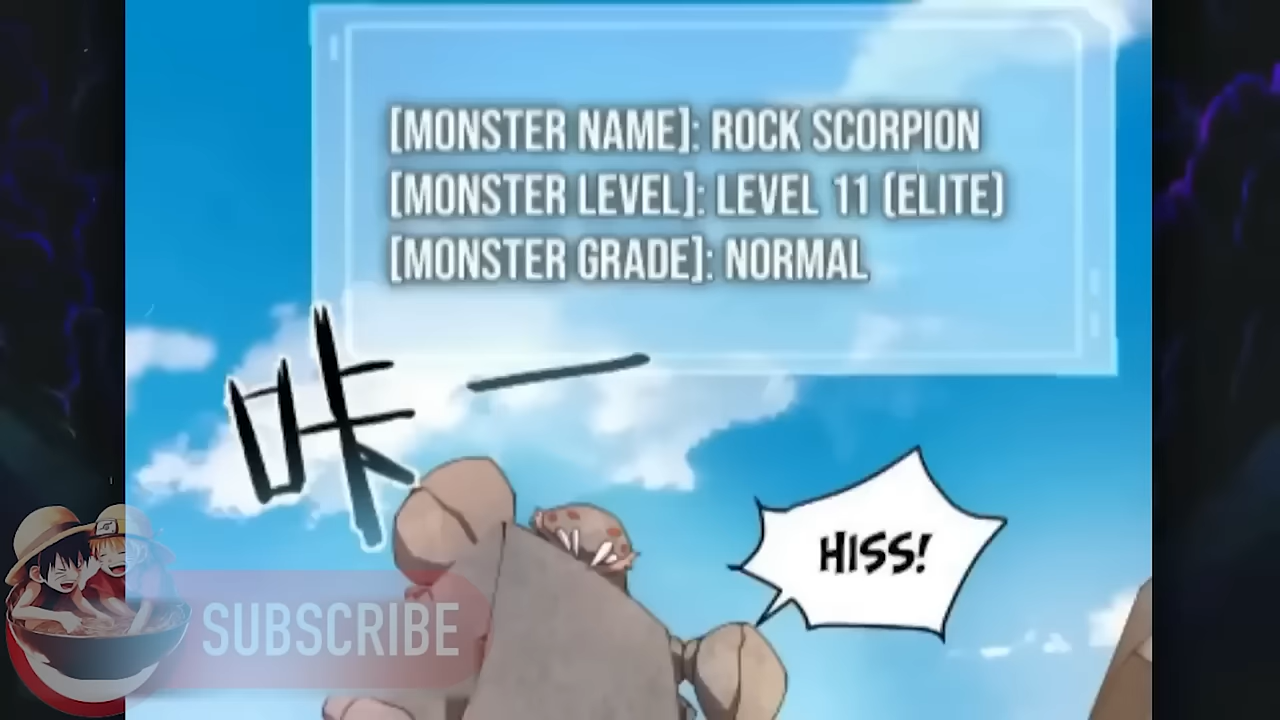 [MONSTER NAME]: ROCK SCORPION
[MONSTER LEVEL]: LEVEL 11 (ELITE)
[MONSTER GRADE]: NORMAL
咔一
HISS!
SUBSCRIBE